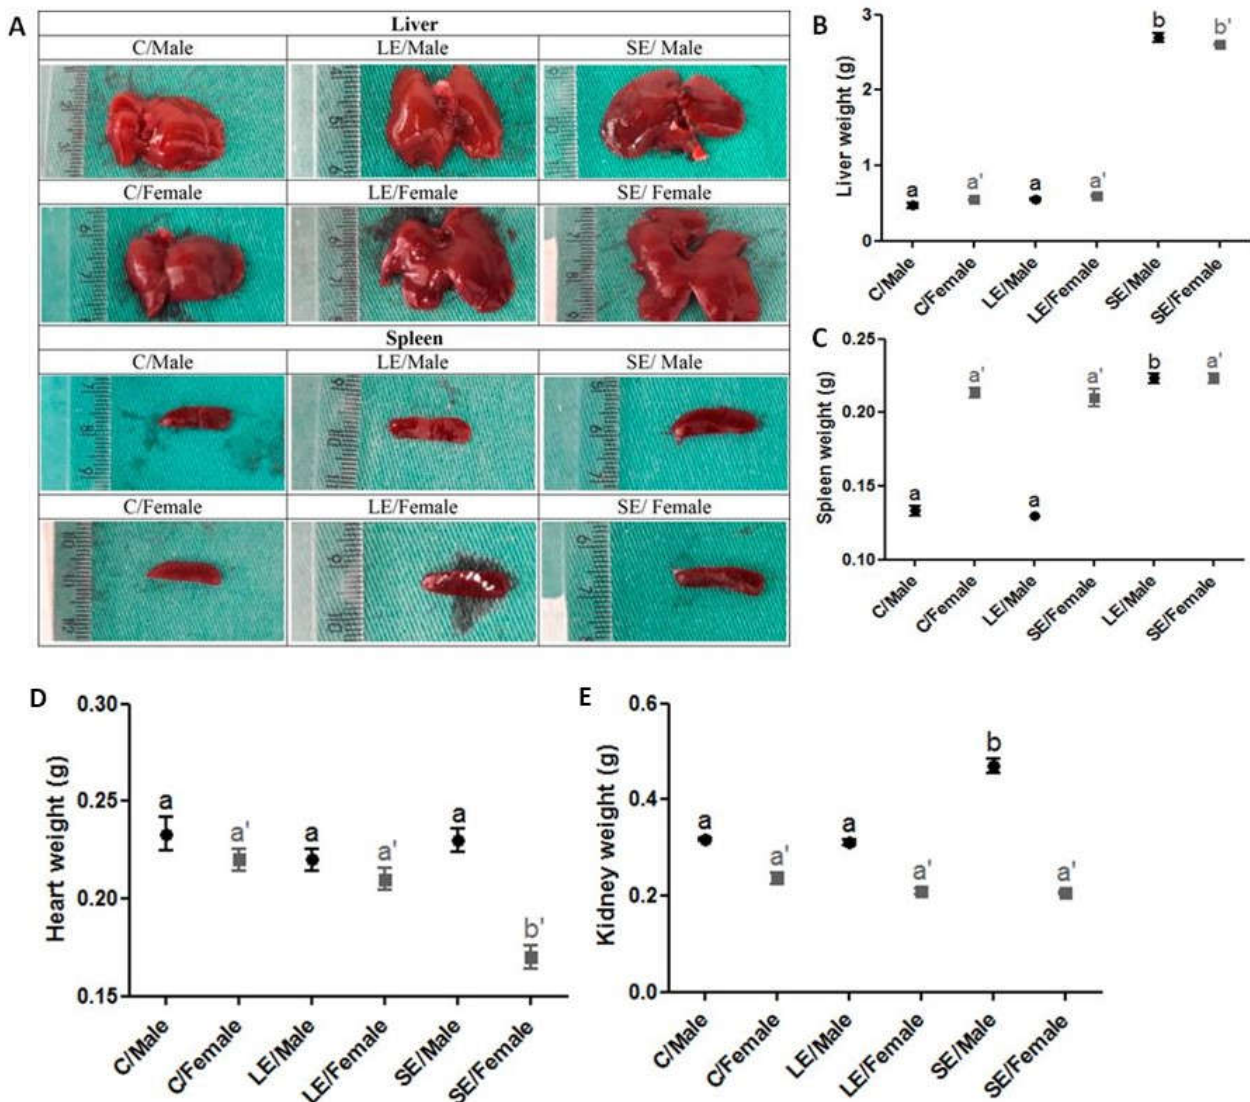 A
Liver
C/Male LE/Male SE/ Male
C/Female LE/Female SE/ Female
Spleen
C/Male LE/Male SE/ Male
C/Female LE/Female SE/ Female
B
Liver weight (g)
3
2
1
0
a a' a a' b b'
C/Male C/Female LE/Male LE/Female SE/Male SE/Female
C
Spleen weight (g)
0.25
0.20
0.15
0.10
a a' a a' b a'
C/Male C/Female LE/Male SE/Female LE/Male SE/Female
D
Heart weight (g)
0.30
0.25
0.20
0.15
a a' a a' a b'
C/Male C/Female LE/Male LE/Female SE/Male SE/Female
E
Kidney weight (g)
0.6
0.4
0.2
0.0
a a' a a' b a'
C/Male C/Female LE/Male LE/Female SE/Male SE/Female